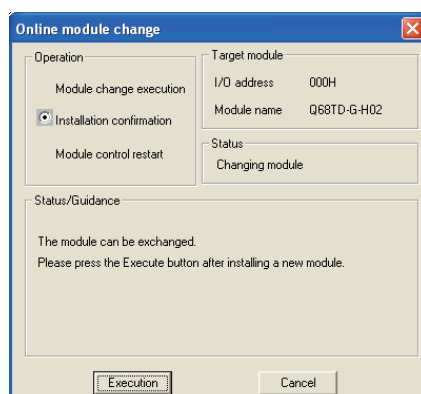 Online module change
Operation
Module change execution
Installation confirmation
Module control restart
Target module
I/O address 000H
Module name Q68TD-G-H02
Status
Changing module
Status/Guidance
The module can be exchanged.
Please press the Execute button after installing a new module.
Execution
Cancel